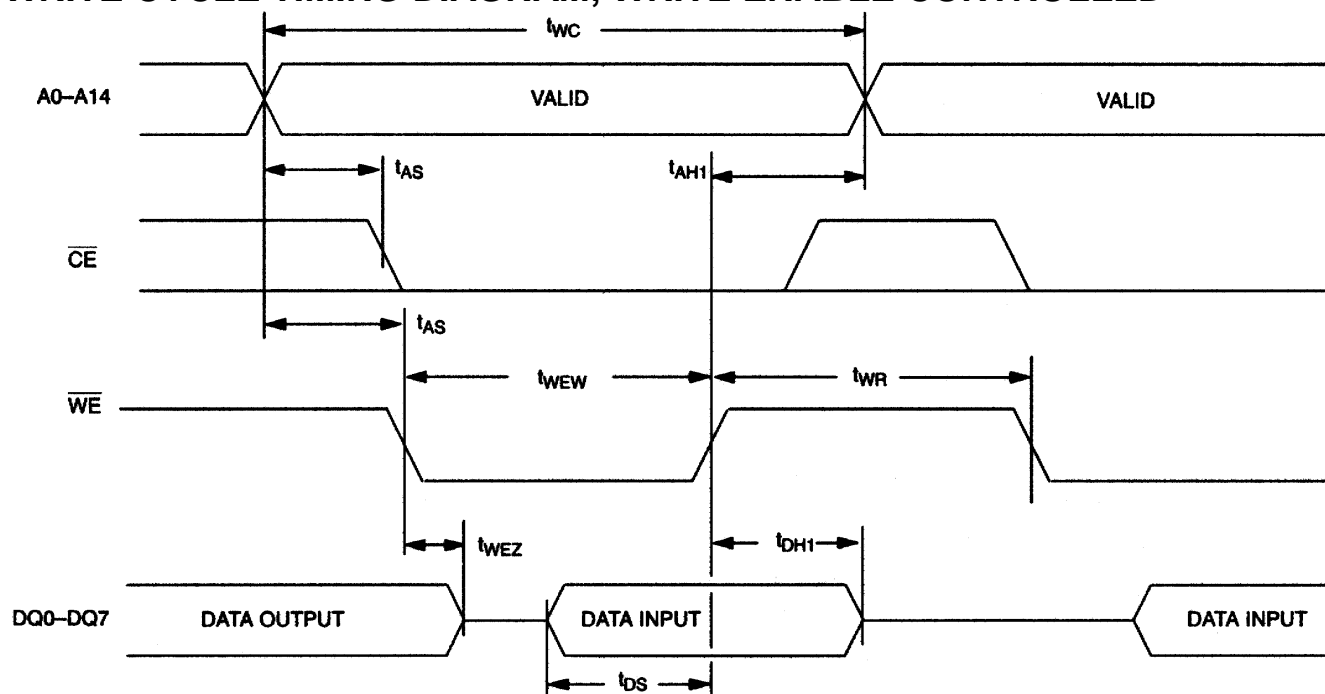 WRITE CYCLE TIMING DIAGRAM, WRITE ENABLE CONTROLLED
tWC
A0–A14
VALID
VALID
tAS
tAH1
CE
tAS
tWEW
tWR
WE
tWEZ
tDH1
DQ0–DQ7
DATA OUTPUT
DATA INPUT
DATA INPUT
tDS